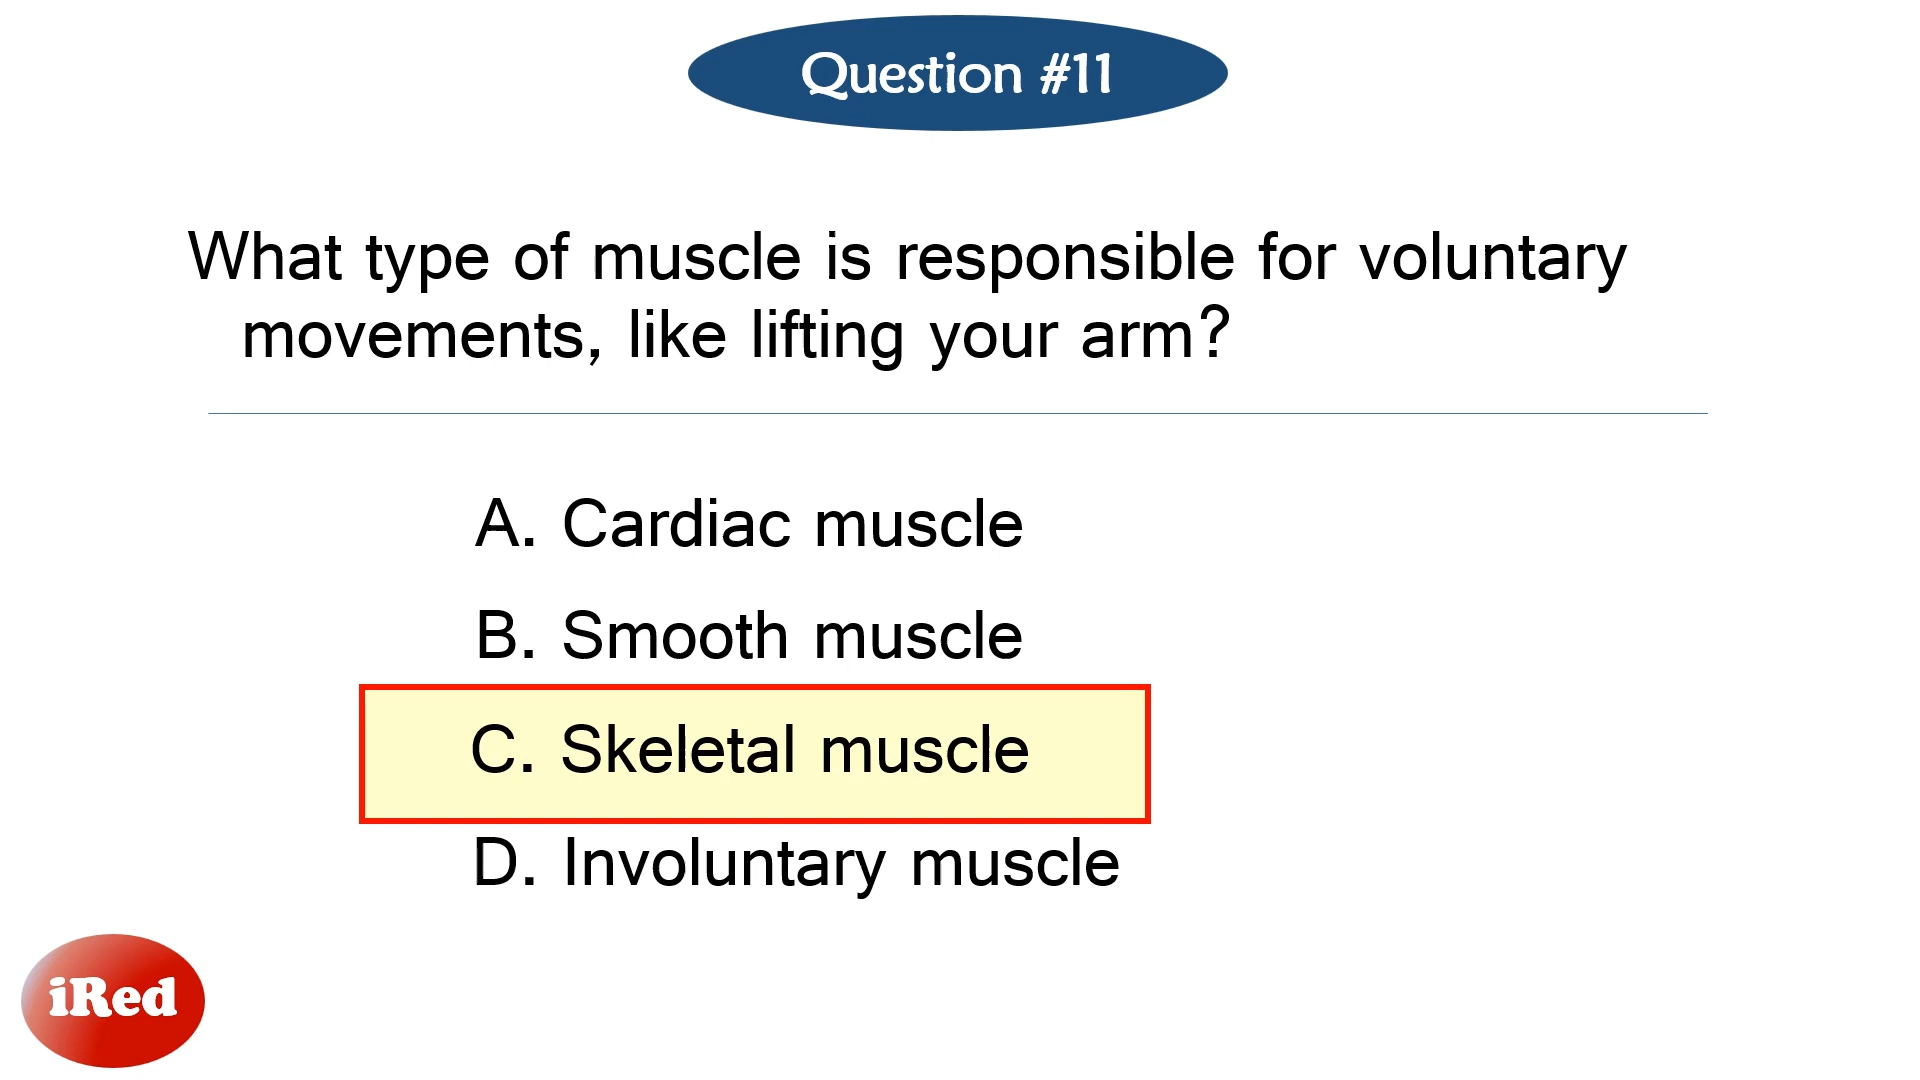 Question #11
What type of muscle is responsible for voluntary
movements, like lifting your arm?
A. Cardiac muscle
B. Smooth muscle
C. Skeletal muscle
D. Involuntary muscle
iRed